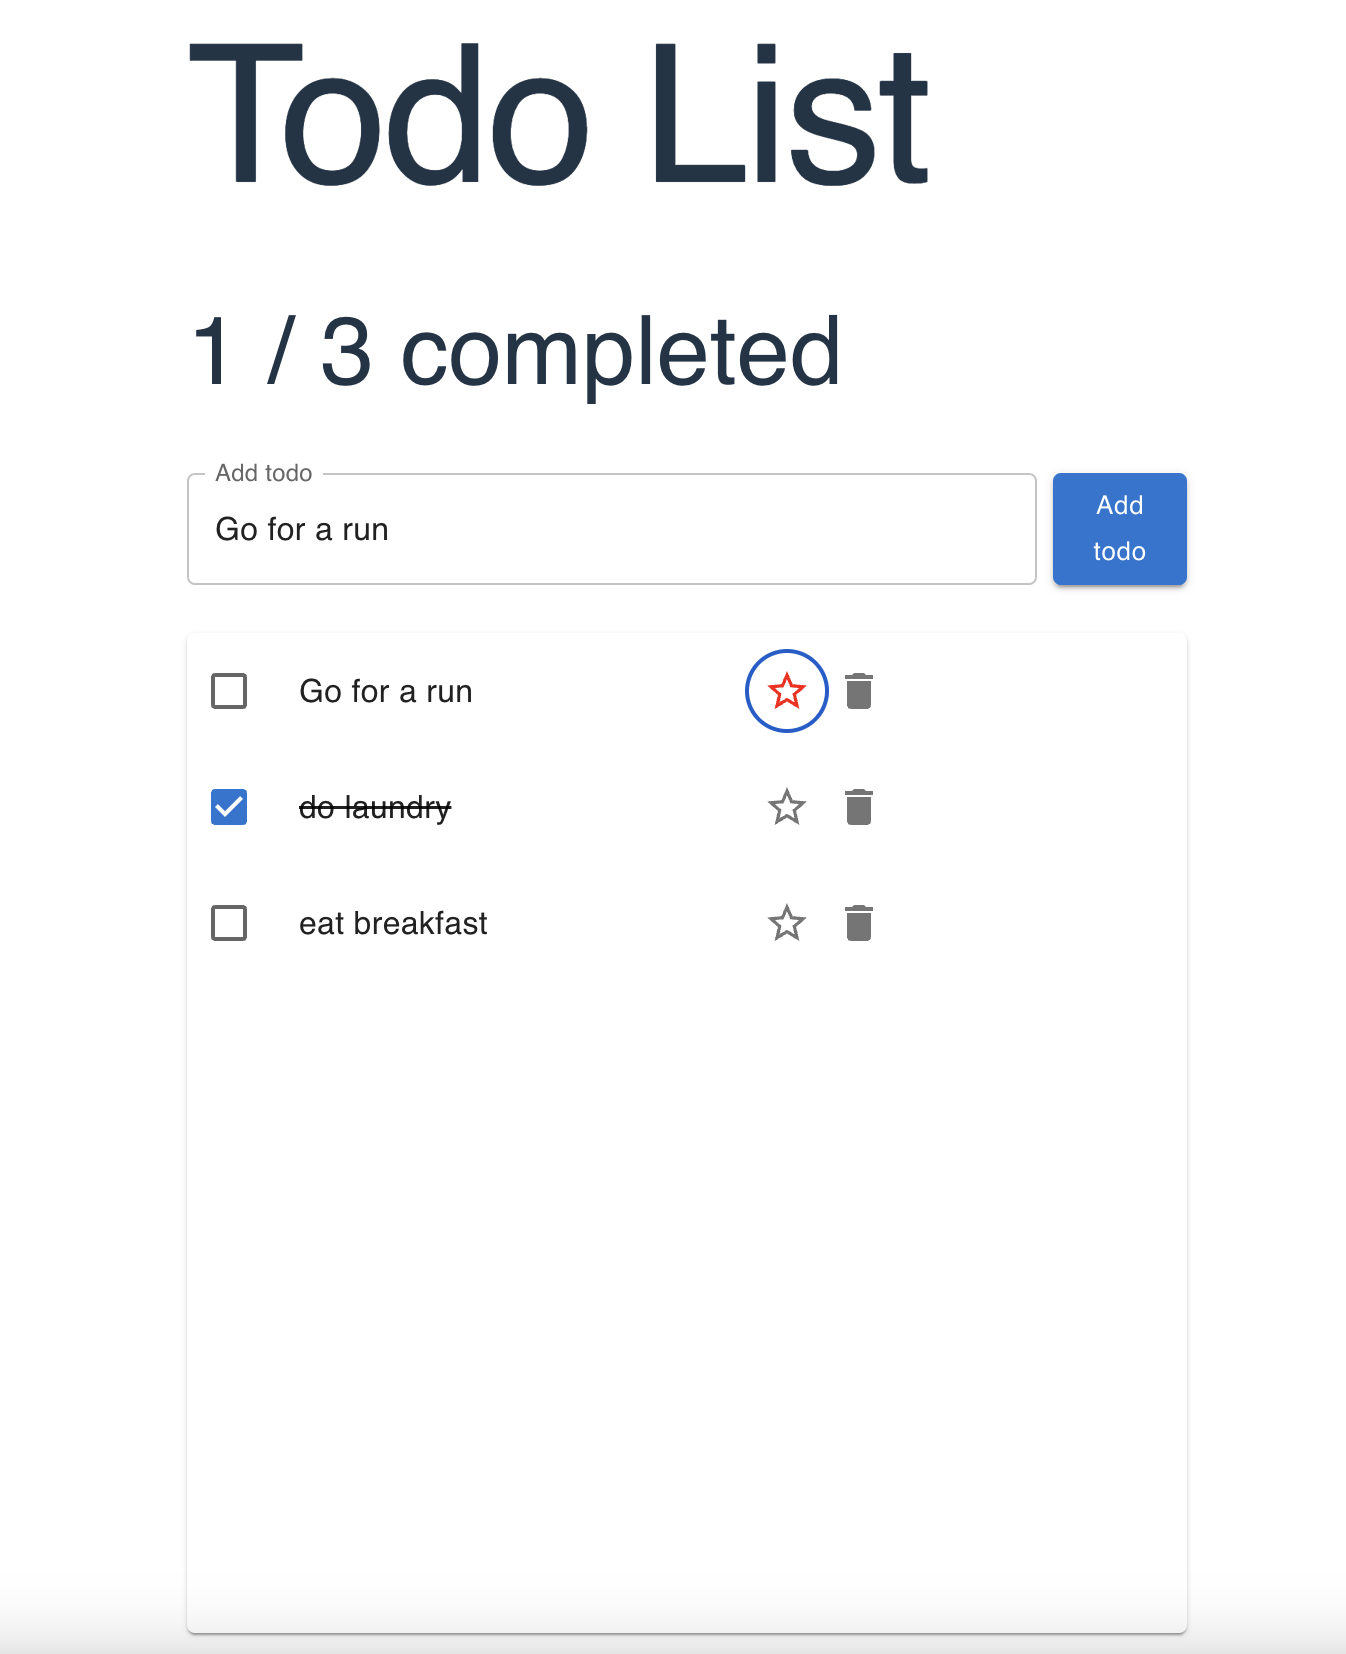 Todo List
1 / 3 completed
Add todo
Go for a run
Add
todo
Go for a run
do laundry
eat breakfast